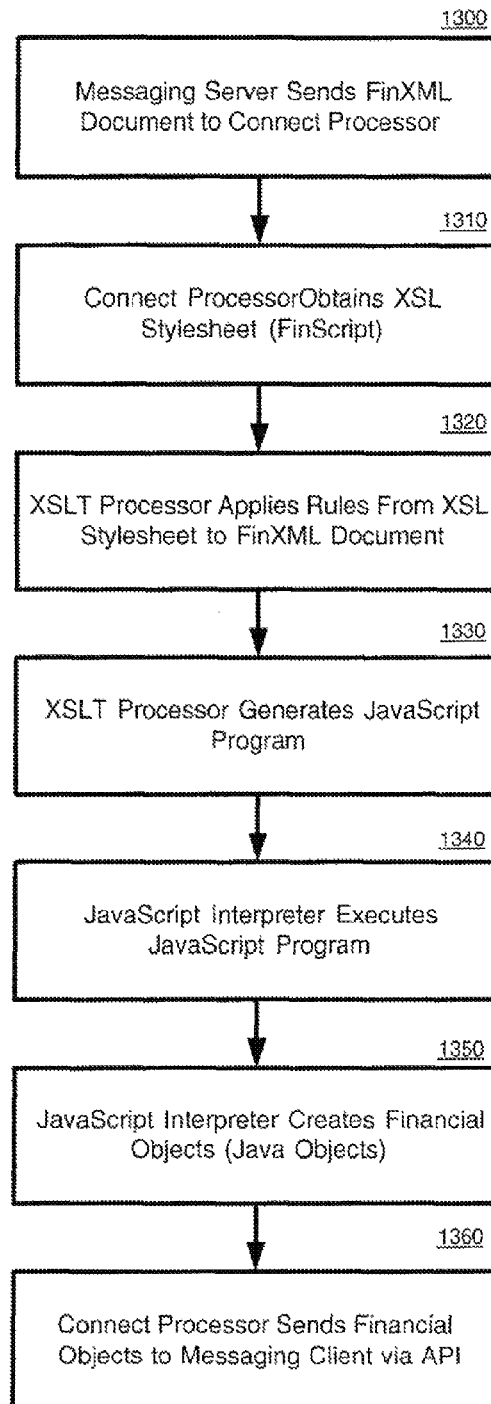 1300
Messaging Server Sends FinXML
Document to Connect Processor
1310
Connect ProcessorObtains XSL
Stylesheet (FinScript)
1320
XSLT Processor Applies Rules From XSL
Stylesheet to FinXML Document
1330
XSLT Processor Generates JavaScript
Program
1340
JavaScript Interpreter Executes
JavaScript Program
1350
JavaScript Interpreter Creates Financial
Objects (Java Objects)
1360
Connect Processor Sends Financial
Objects to Messaging Client via API